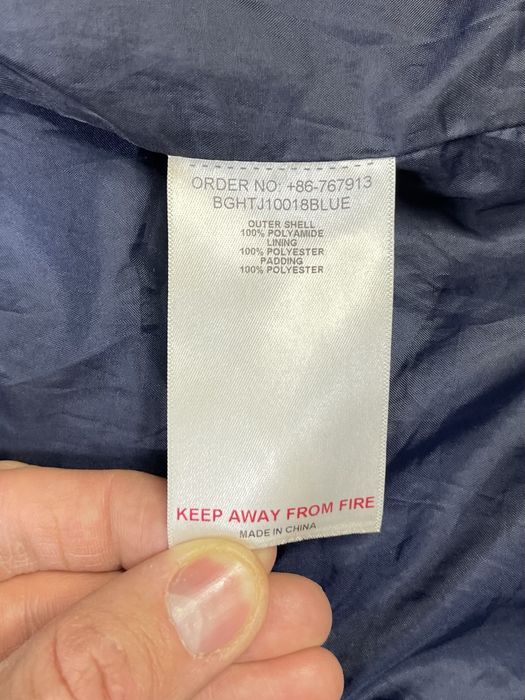 ORDER NO: +86-767913
BGHTJ10018BLUE
OUTER SHELL
100% POLYAMIDE
LINING
100% POLYESTER
PADDING
100% POLYESTER
KEEP AWAY FROM FIRE
MADE IN CHINA